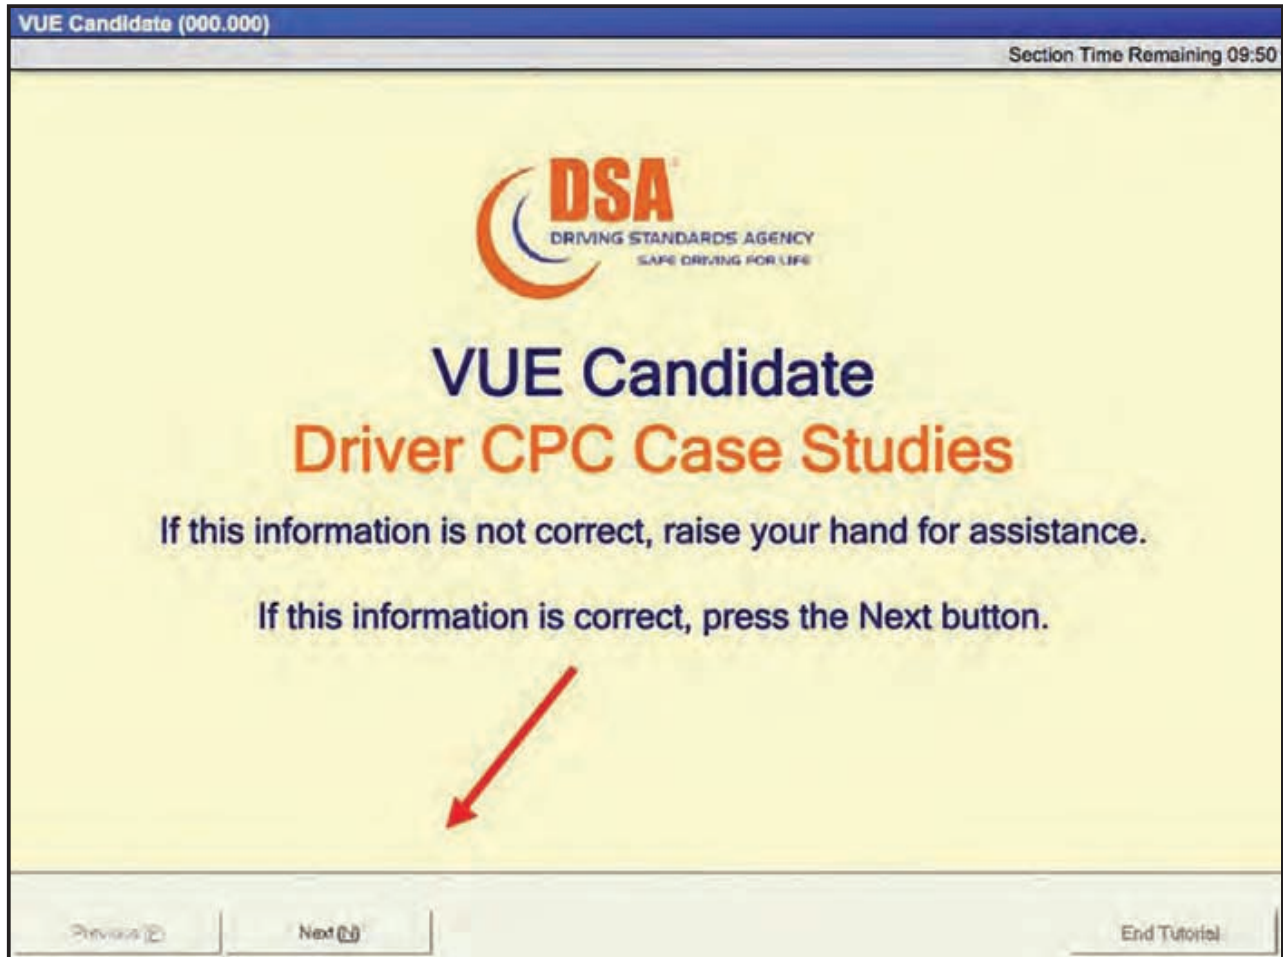 VUE Candidate (000.000)
Section Time Remaining 09:50
DSA
DRIVING STANDARDS AGENCY
SAFE DRIVING FOR LIFE
VUE Candidate
Driver CPC Case Studies
If this information is not correct, raise your hand for assistance.
If this information is correct, press the Next button.
Previous (P) Next (N) End Tutorial